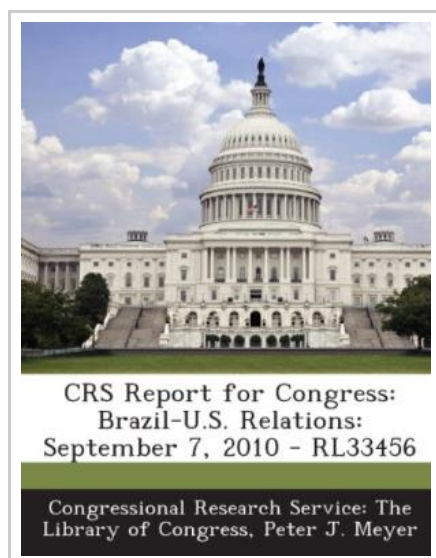 CRS Report for Congress:
Brazil-U.S. Relations:
September 7, 2010 - RL33456
Congressional Research Service: The
Library of Congress, Peter J. Meyer